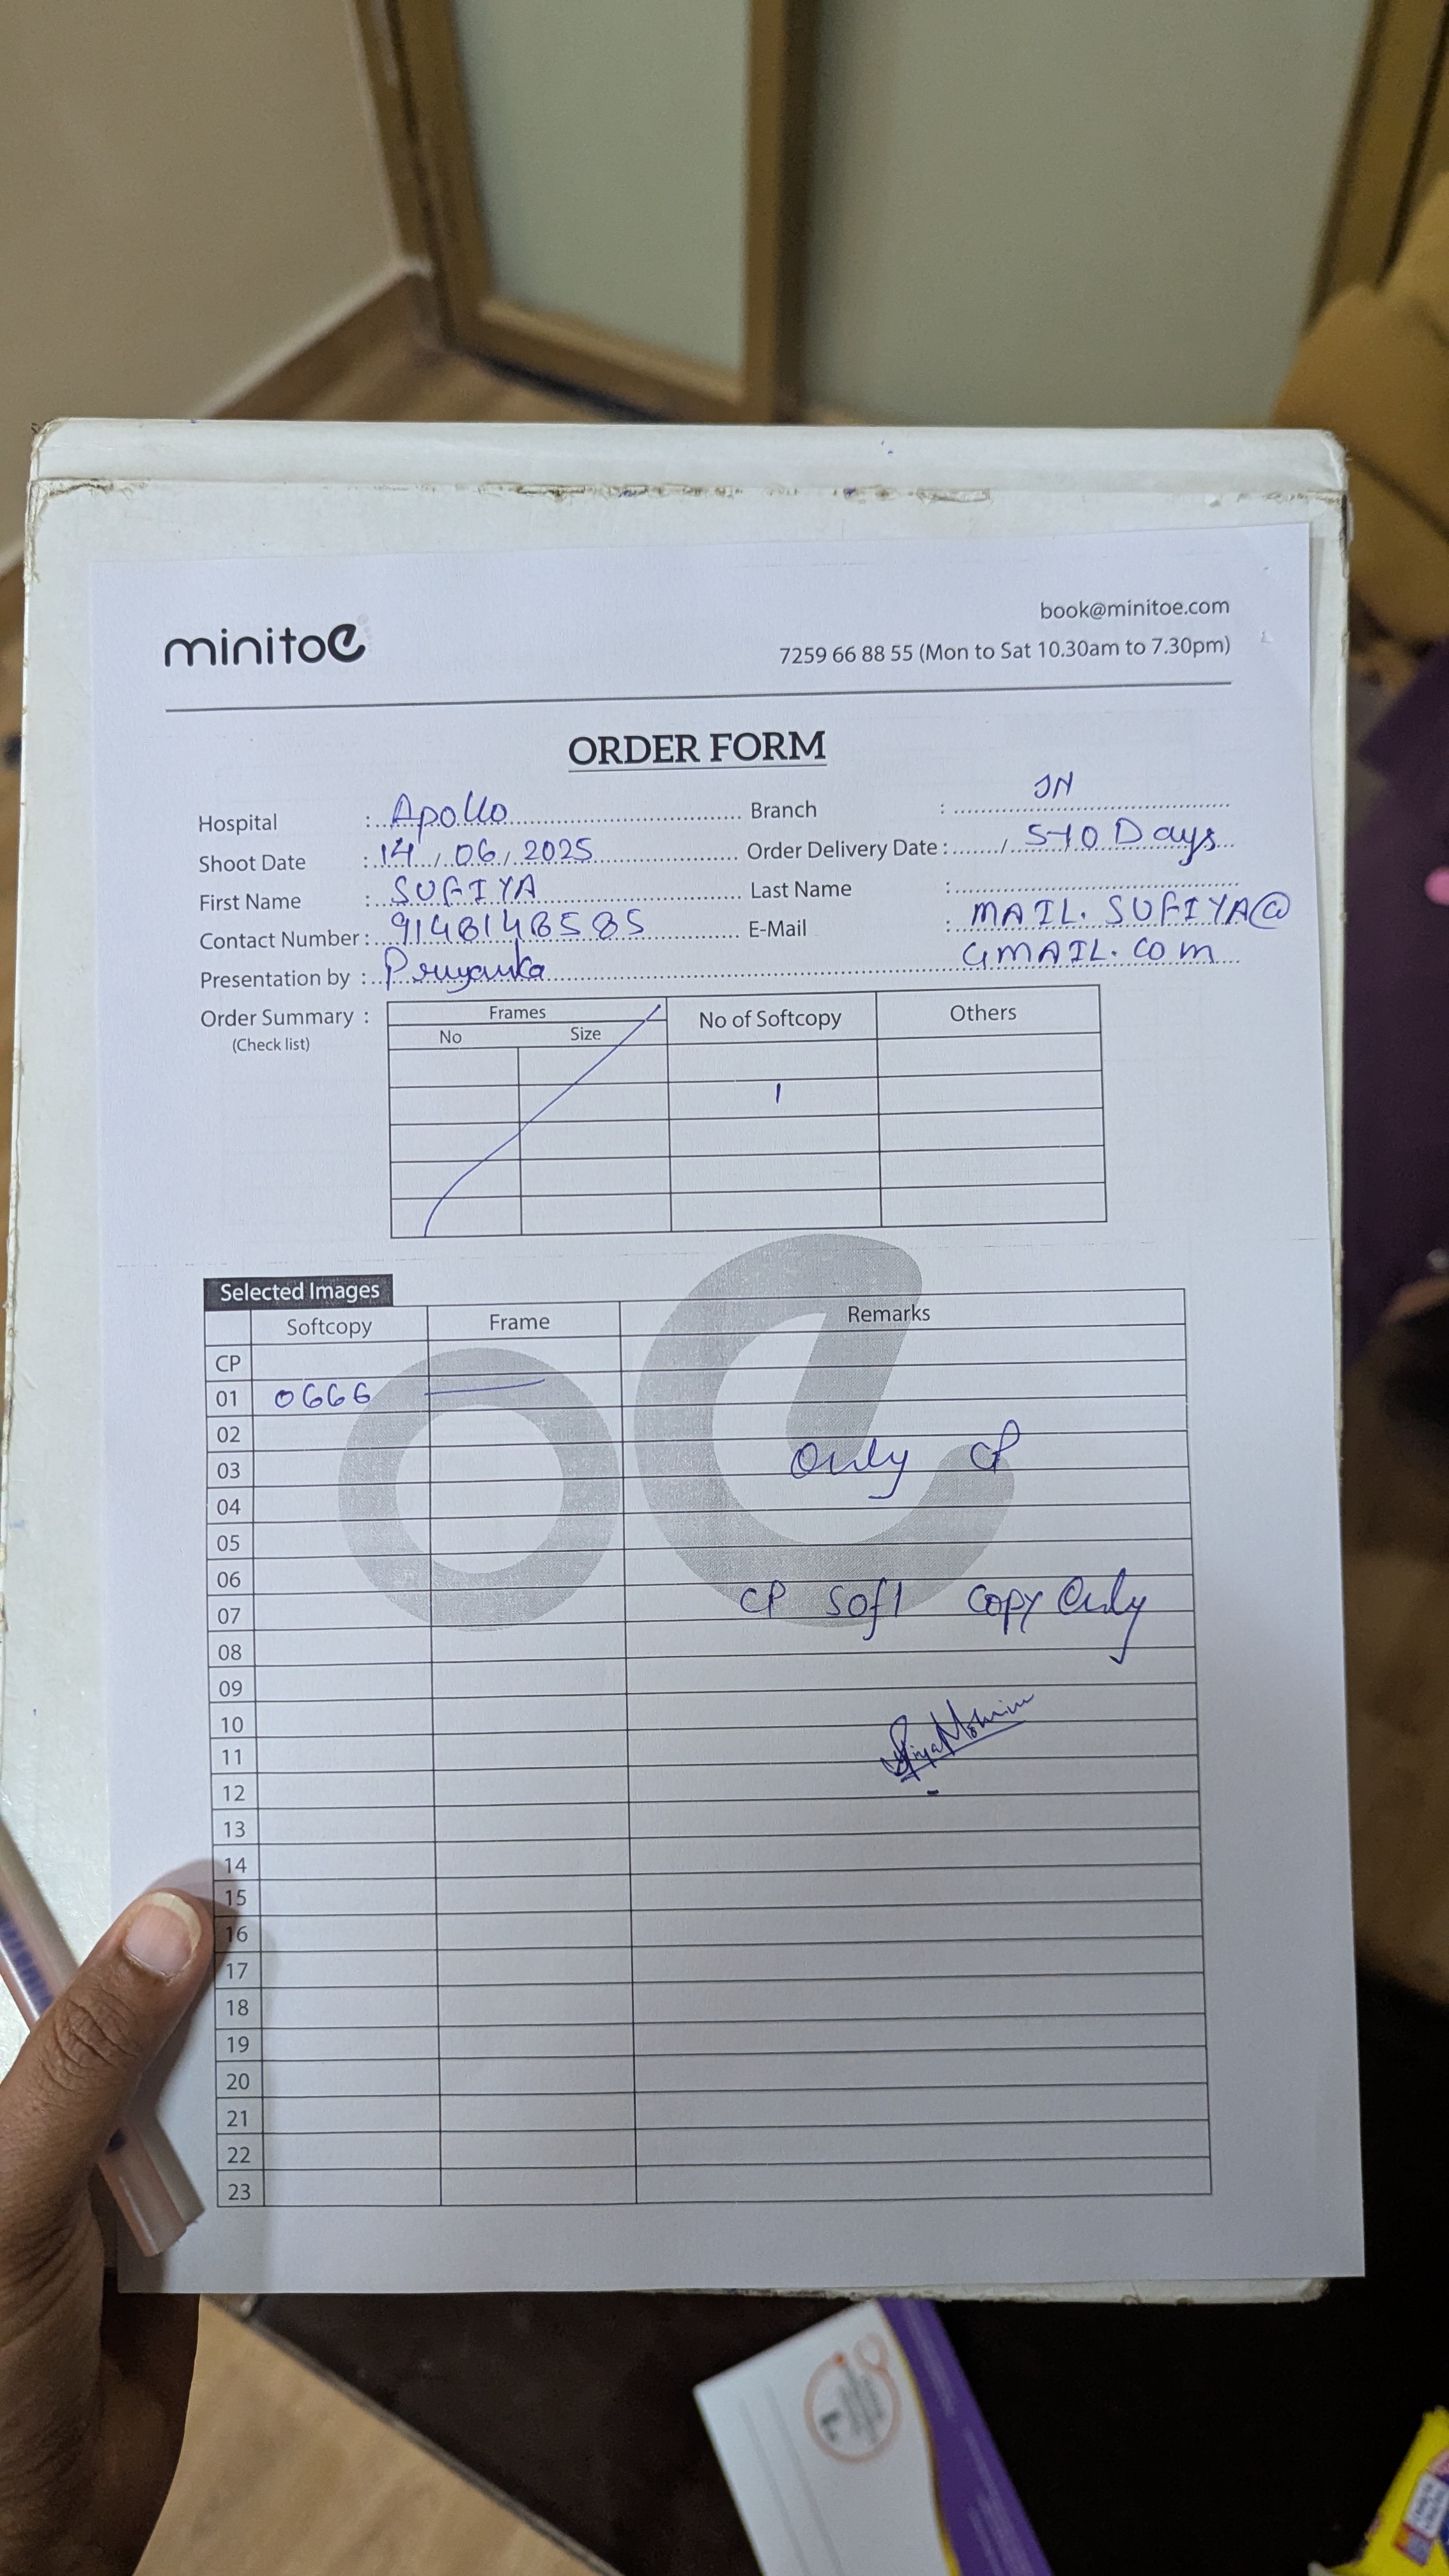 minitoe
book@minitoe.com
7259 66 88 55 (Mon to Sat 10.30am to 7.30pm)
ORDER FORM
Hospital : Apollo Branch : JN
Shoot Date : 14 / 06 / 2025 Order Delivery Date : / 5-10 Days
First Name : SUFIYA Last Name :
Contact Number : 9148148585 E-Mail : MAIL.SUFIYA@
GMAIL.COM
Presentation by : Priyanka
Order Summary : Frames No of Softcopy Others
(Check list) No Size
1
Selected Images
Softcopy Frame Remarks
CP
01 0666 —
02
03 Only CP
04
05
06
07 CP Soft Copy Only
08
09
10
11
12
13
14
15
16
17
18
19
20
21
22
23